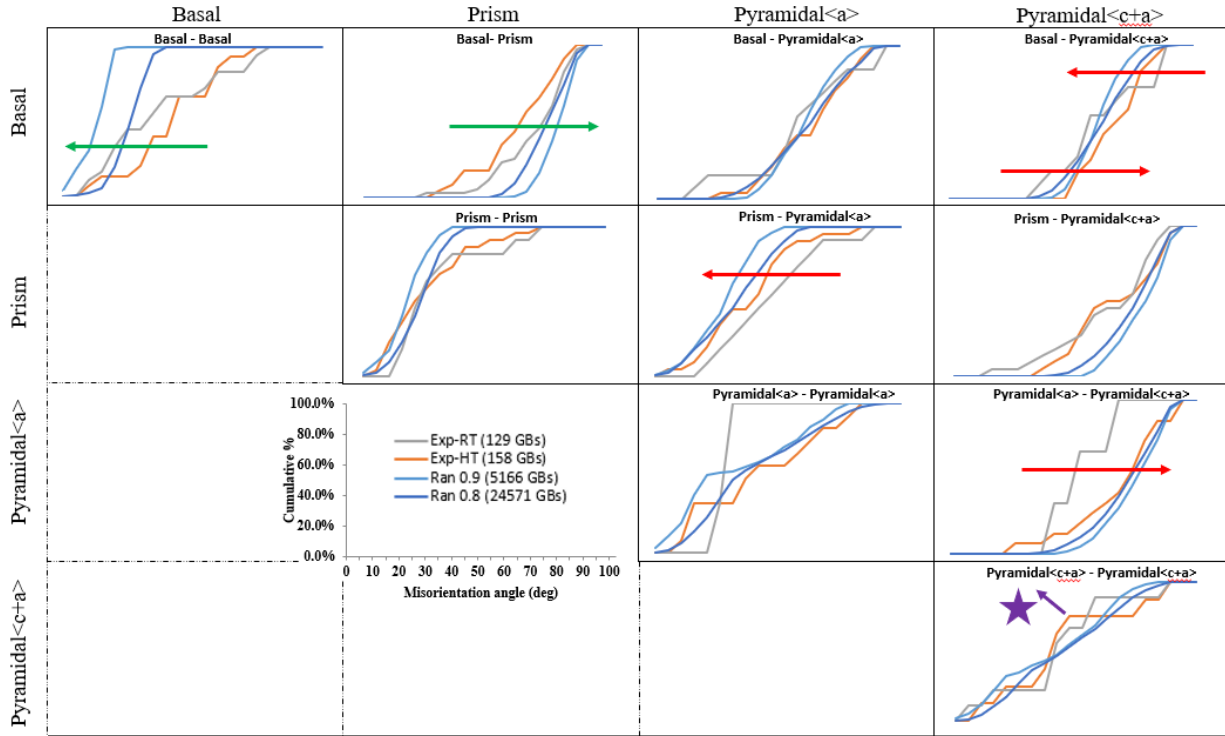 Basal Prism Pyramidal<a> Pyramidal<c+a>
Basal
Basal - Basal
Basal- Prism
Basal - Pyramidal<a>
Basal - Pyramidal<c+a>
Prism
Prism - Prism
Prism - Pyramidal<a>
Prism - Pyramidal<c+a>
Pyramidal<a>
Pyramidal<a> - Pyramidal<a>
Pyramidal<a> - Pyramidal<c+a>
Cumulative %
100.0%
80.0%
60.0%
40.0%
20.0%
0.0%
Exp-RT (129 GBs)
Exp-HT (158 GBs)
Ran 0.9 (5166 GBs)
Ran 0.8 (24571 GBs)
0 10 20 30 40 50 60 70 80 90 100
Misorientation angle (deg)
Pyramidal<c+a>
Pyramidal<c+a> - Pyramidal<c+a>